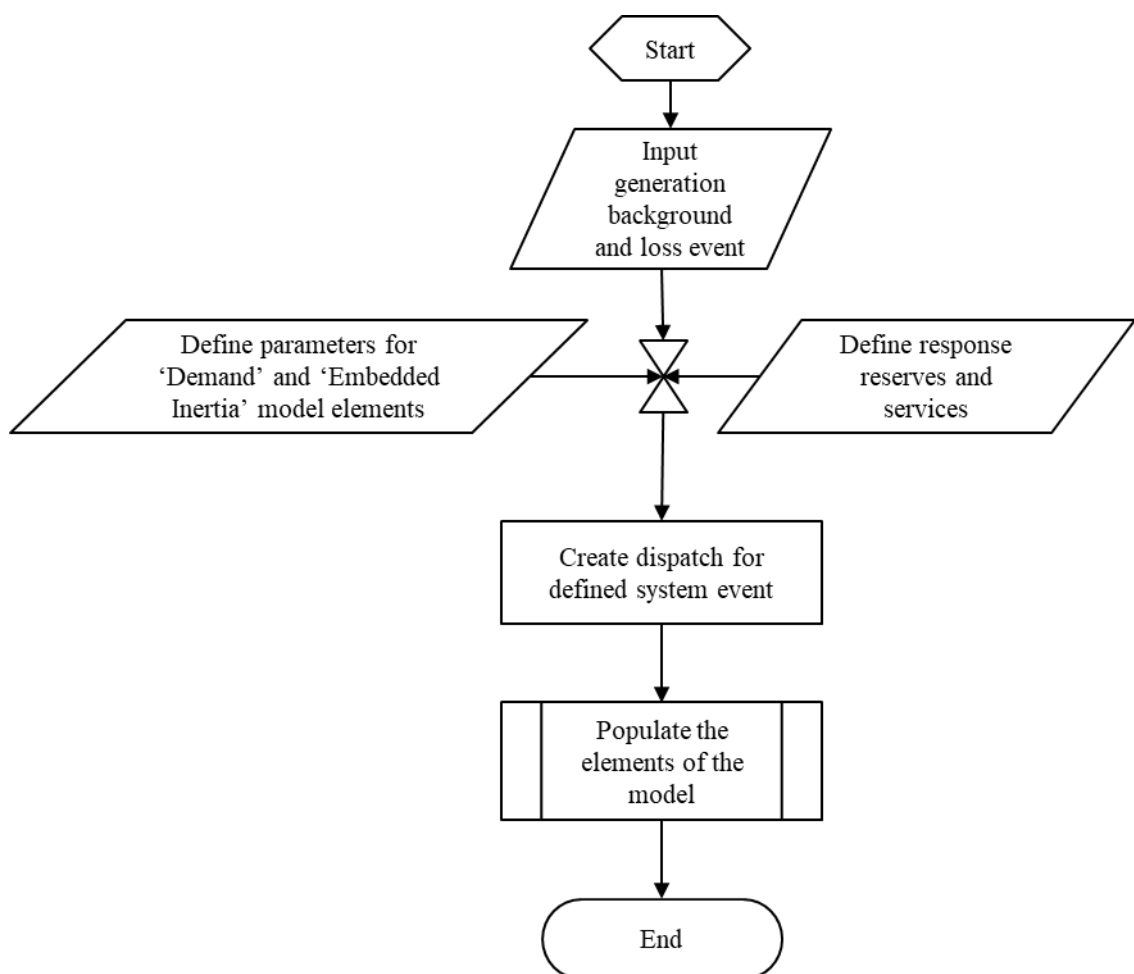 Start
Input
generation
background
and loss event
Define parameters for
‘Demand’ and ‘Embedded
Inertia’ model elements
Define response
reserves and
services
Create dispatch for
defined system event
Populate the
elements of the
model
End